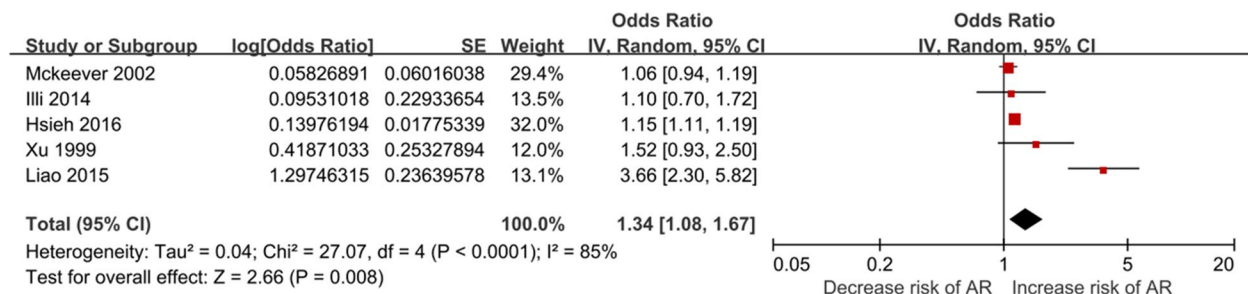 Odds Ratio Odds Ratio
Study or Subgroup log[Odds Ratio] SE Weight IV, Random, 95% CI IV, Random, 95% CI
Mckeever 2002 0.05826891 0.06016038 29.4% 1.06 [0.94, 1.19]
Illi 2014 0.09531018 0.22933654 13.5% 1.10 [0.70, 1.72]
Hsieh 2016 0.13976194 0.01775339 32.0% 1.15 [1.11, 1.19]
Xu 1999 0.41871033 0.25327894 12.0% 1.52 [0.93, 2.50]
Liao 2015 1.29746315 0.23639578 13.1% 3.66 [2.30, 5.82]
Total (95% CI) 100.0% 1.34 [1.08, 1.67]
Heterogeneity: Tau² = 0.04; Chi² = 27.07, df = 4 (P < 0.0001); I² = 85%
Test for overall effect: Z = 2.66 (P = 0.008)
0.05 0.2 1 5 20
Decrease risk of AR Increase risk of AR